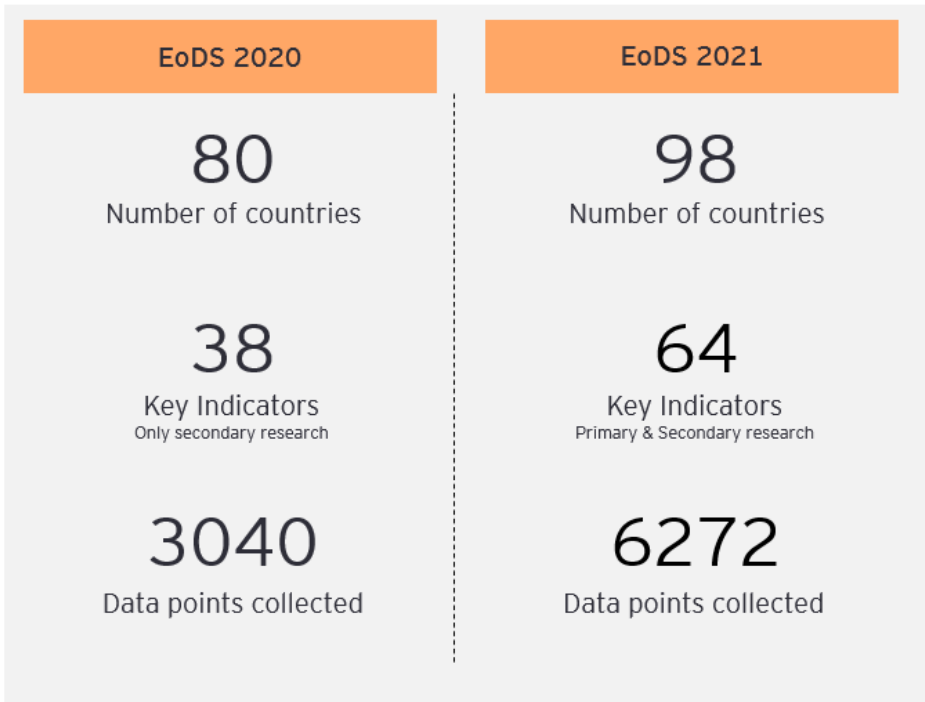 EoDS 2020
80
Number of countries
38
Key Indicators
Only secondary research
3040
Data points collected
EoDS 2021
98
Number of countries
64
Key Indicators
Primary & Secondary research
6272
Data points collected